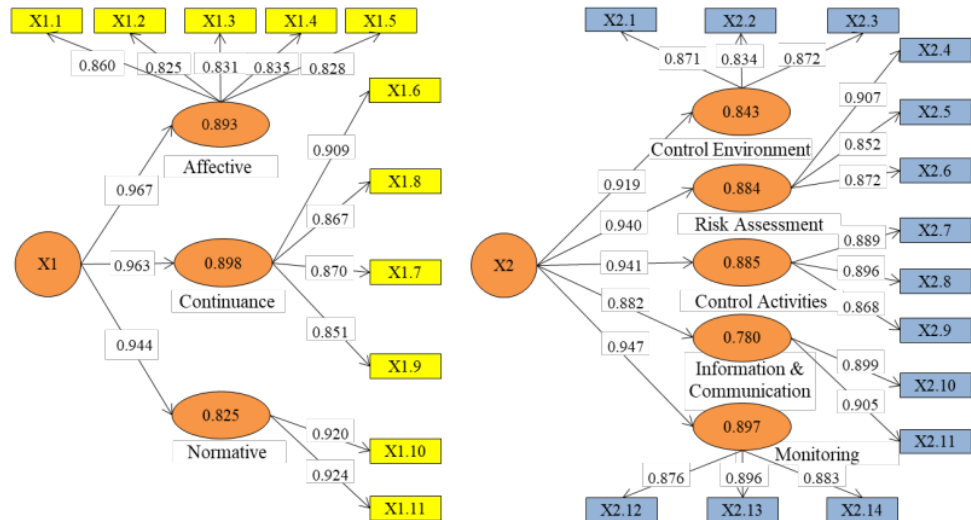 X1.1
X1.2
X1.3
X1.4
X1.5
0.860
0.825
0.831
0.835
0.828
0.893
Affective
X1.6
0.909
0.967
X1.8
0.867
X1
0.963
0.898
Continuance
0.870
X1.7
0.851
0.944
X1.9
0.825
Normative
0.920
X1.10
0.924
X1.11
X2.1
X2.2
X2.3
0.871
0.834
0.872
X2.4
0.907
0.843
Control Environment
X2.5
0.852
0.919
0.884
0.872
X2.6
Risk Assessment
0.940
X2.7
0.889
X2
0.941
0.885
0.896
X2.8
Control Activities
0.868
0.882
X2.9
0.780
0.947
Information &
Communication
0.899
X2.10
0.905
0.897
X2.11
Monitoring
0.876
0.896
0.883
X2.12
X2.13
X2.14